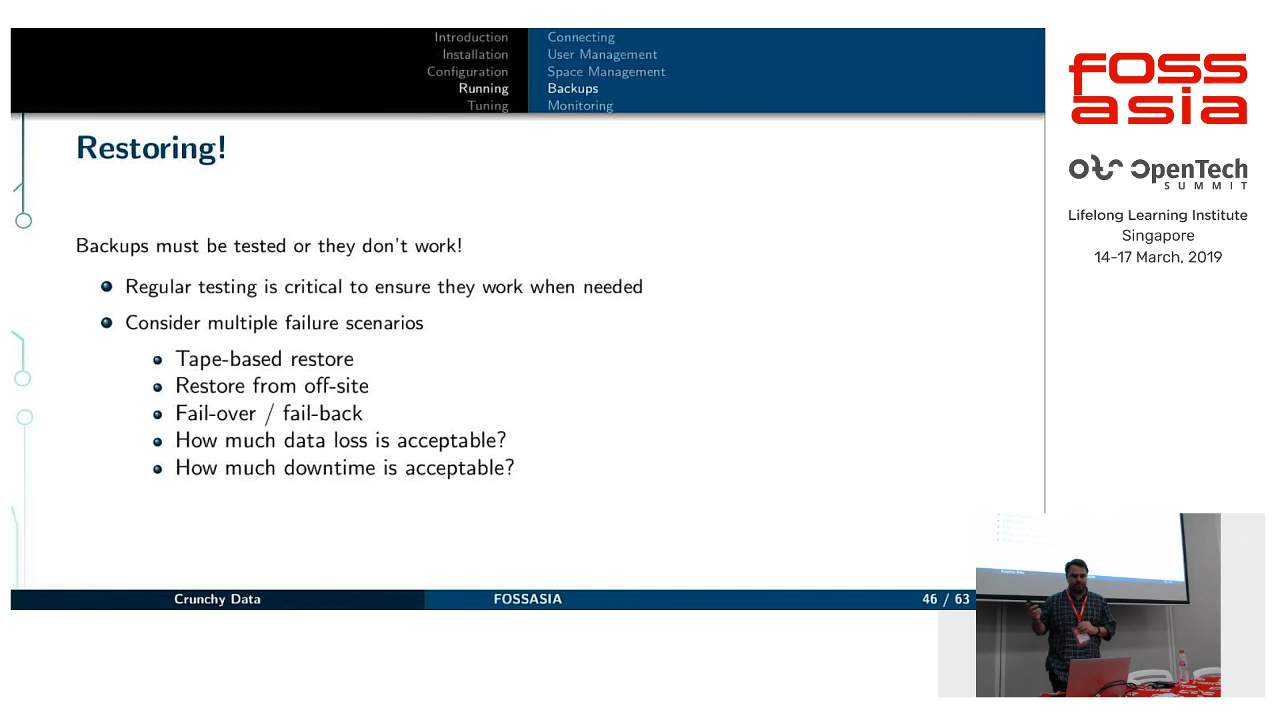 Introduction
Installation
Configuration
Running
Tuning
Connecting
User Management
Space Management
Backups
Monitoring
Restoring!
Backups must be tested or they don't work!
Regular testing is critical to ensure they work when needed
Consider multiple failure scenarios
Tape-based restore
Restore from off-site
Fail-over / fail-back
How much data loss is acceptable?
How much downtime is acceptable?
Crunchy Data
FOSSASIA
46 / 63
FOSS
asia
OpenTech
SUMMIT
Lifelong Learning Institute
Singapore
14-17 March, 2019